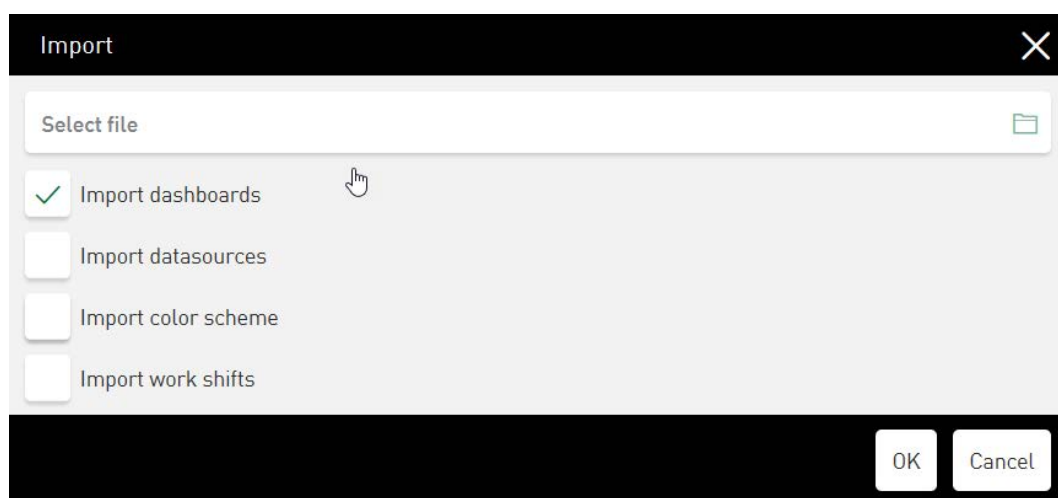 Import
Select file
Import dashboards
Import datasources
Import color scheme
Import work shifts
OK Cancel